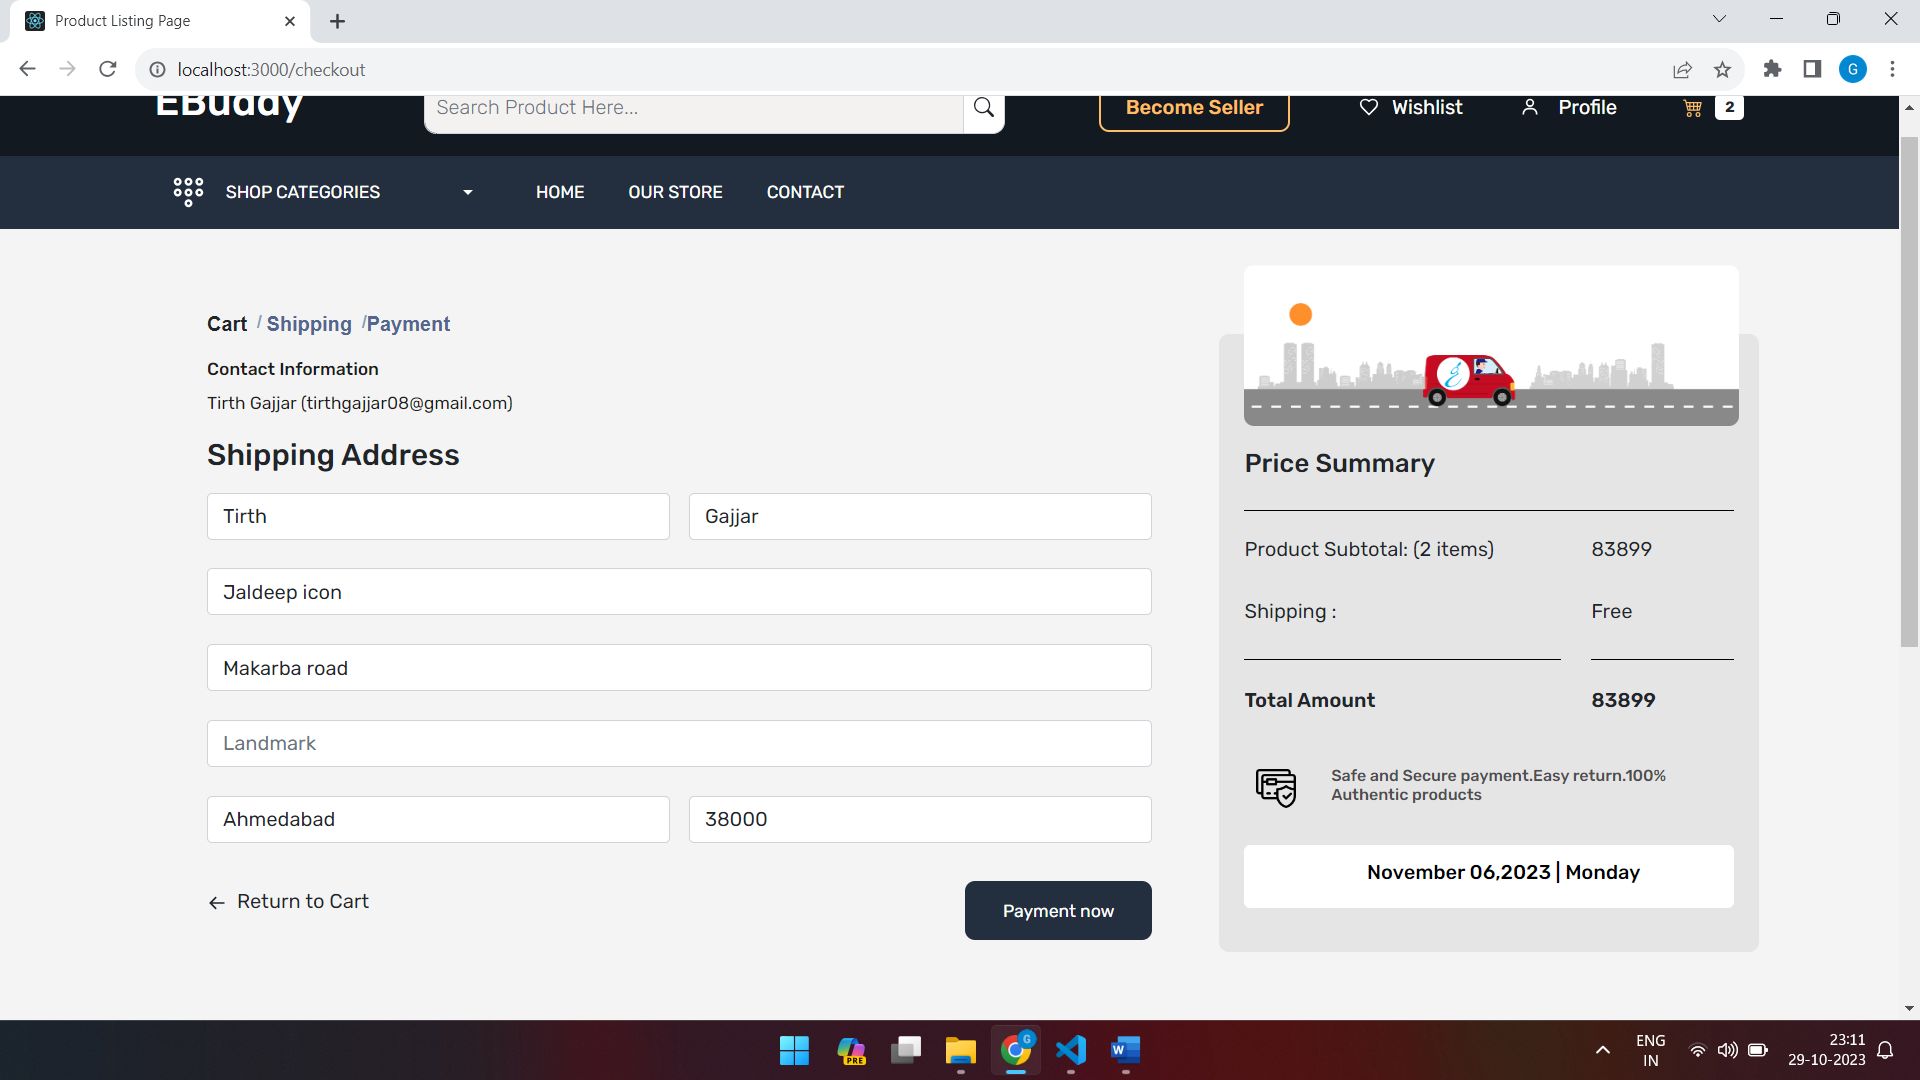 Product Listing Page
localhost:3000/checkout
G
EBuddy
Search Product Here...
Become Seller
Wishlist
Profile
2
SHOP CATEGORIES
HOME
OUR STORE
CONTACT
Cart / Shipping /Payment
Contact Information
Tirth Gajjar (tirthgajjar08@gmail.com)
Shipping Address
Tirth
Gajjar
Jaldeep icon
Makarba road
Landmark
Ahmedabad
38000
Return to Cart
Payment now
Price Summary
Product Subtotal: (2 items) 83899
Shipping : Free
Total Amount 83899
Safe and Secure payment.Easy return.100%
Authentic products
November 06,2023 | Monday
PRE
G
W
ENG
IN
23:11
29-10-2023